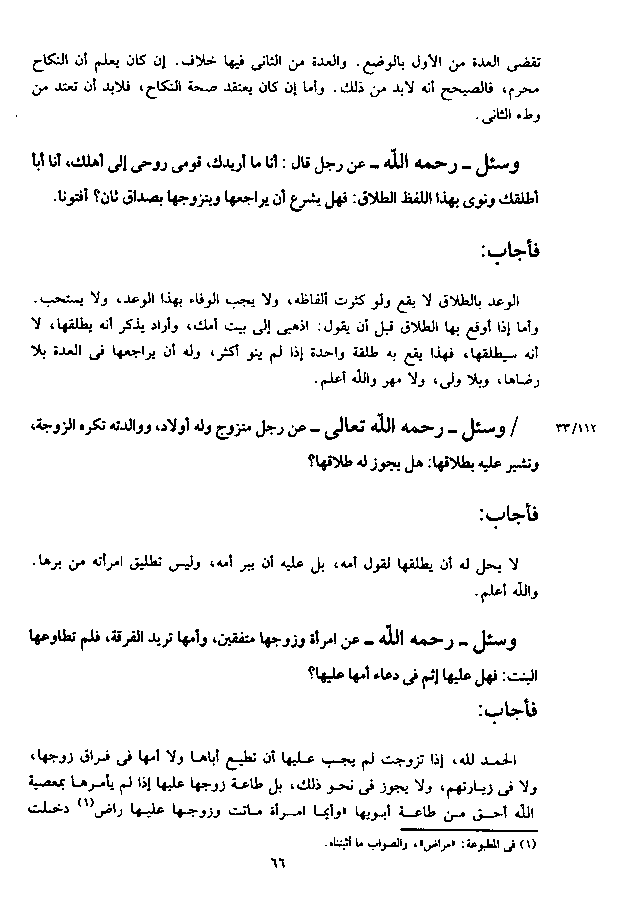 تقضى العدة من الأول بالوضع. والعدة من الثانى فيها خلاف. إن كان يعلم أن النكاح
محرم، فالصحيح أنه لابد من ذلك. وأما إن كان يعتقد صحة النكاح، فلابد أن تعتد من
وطء الثانى.
وسئل ـ رحمه الله ـ عن رجل قال : أنا ما أريدك، قومى روحى إلى أهلك، أنا أبا
أطلقك ونوى بهذا اللفظ الطلاق: فهل يشرع أن يراجعها ويتزوجها بصداق ثان؟ أفتونا.
فأجاب:
الوعد بالطلاق لا يقع ولو كثرت ألفاظه، ولا يجب الوفاء بهذا الوعد، ولا يستحب.
وأما إذا أوقع بها الطلاق قبل أن يقول: اذهبى إلى بيت أمك، وأراد يذكر أنه يطلقها، لا
أنه سيطلقها، فهذا يقع به طلقة واحدة إذا لم ينو أكثر، وله أن يراجعها فى العدة بلا
رضاها، وبلا ولى، ولا مهر والله أعلم.
٣٣/١١٢ / وسئل ـ رحمه الله تعالى ـ عن رجل متزوج وله أولاد، ووالدته تكره الزوجة،
وتشير عليه بطلاقها: هل يجوز له طلاقها؟
فأجاب:
لا يحل له أن يطلقها لقول أمه، بل عليه أن يبر أمه، وليس تطليق امرأته من برها.
والله أعلم.
وسئل ـ رحمه الله ـ عن امرأة وزوجها متفقين، وأمها تريد الفرقة، فلم تطاوعها
البنت: فهل عليها إثم فى دعاء أمها عليها؟
فأجاب:
الحمد لله، إذا تزوجت لم يجب عليها أن تطيع أباها ولا أمها فى فراق زوجها،
ولا فى زيارتهم، ولا يجوز فى نحو ذلك، بل طاعة زوجها عليها إذا لم يأمرها بمعصية
الله أحق من طاعة أبويها «وأيما امرأة ماتت وزوجها عليها راض(١) دخلت
(١) فى المطبوعة: «مراض»، والصواب ما أثبتناه.
٦٦